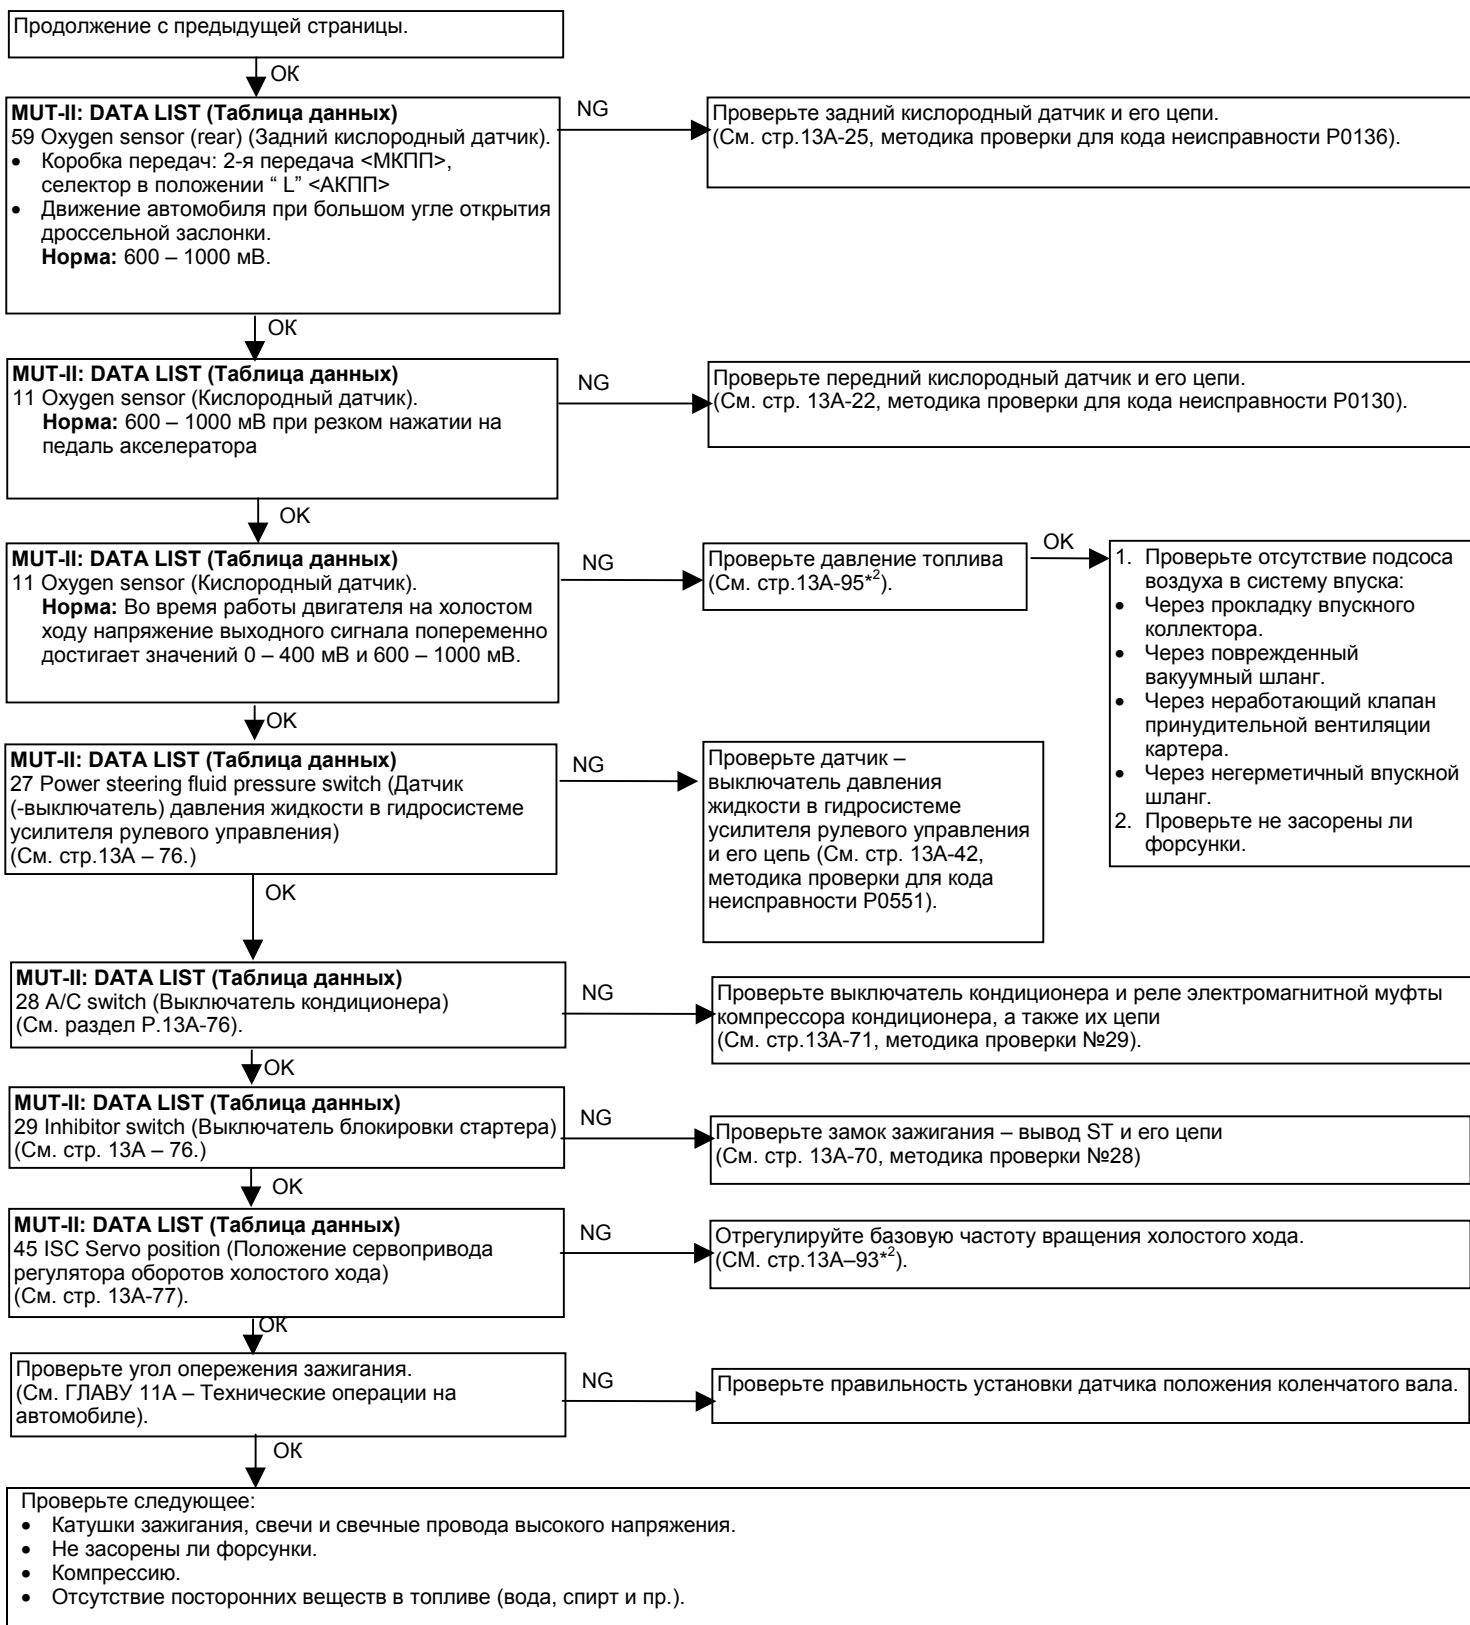 Продолжение с предыдущей страницы.
OK
MUT-II: DATA LIST (Таблица данных)
59 Oxygen sensor (rear) (Задний кислородный датчик).
• Коробка передач: 2-я передача <МКПП>,
селектор в положении “ L” <АКПП>
• Движение автомобиля при большом угле открытия
дроссельной заслонки.
Норма: 600 – 1000 мВ.
NG
Проверьте задний кислородный датчик и его цепи.
(См. стр.13А-25, методика проверки для кода неисправности P0136).
OK
MUT-II: DATA LIST (Таблица данных)
11 Oxygen sensor (Кислородный датчик).
Норма: 600 – 1000 мВ при резком нажатии на
педаль акселератора
NG
Проверьте передний кислородный датчик и его цепи.
(См. стр. 13А-22, методика проверки для кода неисправности P0130).
OK
MUT-II: DATA LIST (Таблица данных)
11 Oxygen sensor (Кислородный датчик).
Норма: Во время работы двигателя на холостом
ходу напряжение выходного сигнала попеременно
достигает значений 0 – 400 мВ и 600 – 1000 мВ.
NG
Проверьте давление топлива
(См. стр.13А-95*²).
OK
1. Проверьте отсутствие подсоса
воздуха в систему впуска:
• Через прокладку впускного
коллектора.
• Через поврежденный
вакуумный шланг.
• Через неработающий клапан
принудительной вентиляции
картера.
• Через негерметичный впускной
шланг.
2. Проверьте не засорены ли
форсунки.
OK
MUT-II: DATA LIST (Таблица данных)
27 Power steering fluid pressure switch (Датчик
(-выключатель) давления жидкости в гидросистеме
усилителя рулевого управления)
(См. стр.13А – 76.)
NG
Проверьте датчик –
выключатель давления
жидкости в гидросистеме
усилителя рулевого управления
и его цепь (См. стр. 13А-42,
методика проверки для кода
неисправности P0551).
OK
MUT-II: DATA LIST (Таблица данных)
28 A/C switch (Выключатель кондиционера)
(См. раздел Р.13А-76).
NG
Проверьте выключатель кондиционера и реле электромагнитной муфты
компрессора кондиционера, а также их цепи
(См. стр.13А-71, методика проверки №29).
OK
MUT-II: DATA LIST (Таблица данных)
29 Inhibitor switch (Выключатель блокировки стартера)
(См. стр. 13А – 76.)
NG
Проверьте замок зажигания – вывод ST и его цепи
(См. стр. 13А-70, методика проверки №28)
OK
MUT-II: DATA LIST (Таблица данных)
45 ISC Servo position (Положение сервопривода
регулятора оборотов холостого хода)
(См. стр. 13А-77).
NG
Отрегулируйте базовую частоту вращения холостого хода.
(СМ. стр.13А–93*²).
OK
Проверьте угол опережения зажигания.
(См. ГЛАВУ 11А – Технические операции на
автомобиле).
NG
Проверьте правильность установки датчика положения коленчатого вала.
OK
Проверьте следующее:
• Катушки зажигания, свечи и свечные провода высокого напряжения.
• Не засорены ли форсунки.
• Компрессию.
• Отсутствие посторонних веществ в топливе (вода, спирт и пр.).